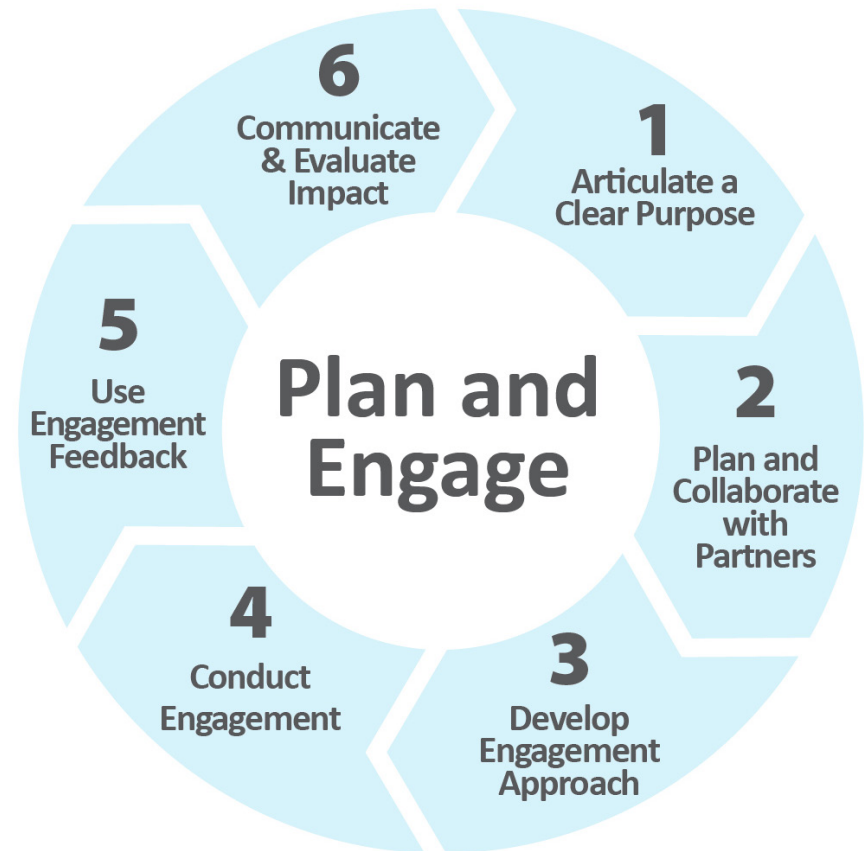 Plan and
Engage
1
Articulate a
Clear Purpose
2
Plan and
Collaborate
with
Partners
3
Develop
Engagement
Approach
4
Conduct
Engagement
5
Use
Engagement
Feedback
6
Communicate
& Evaluate
Impact